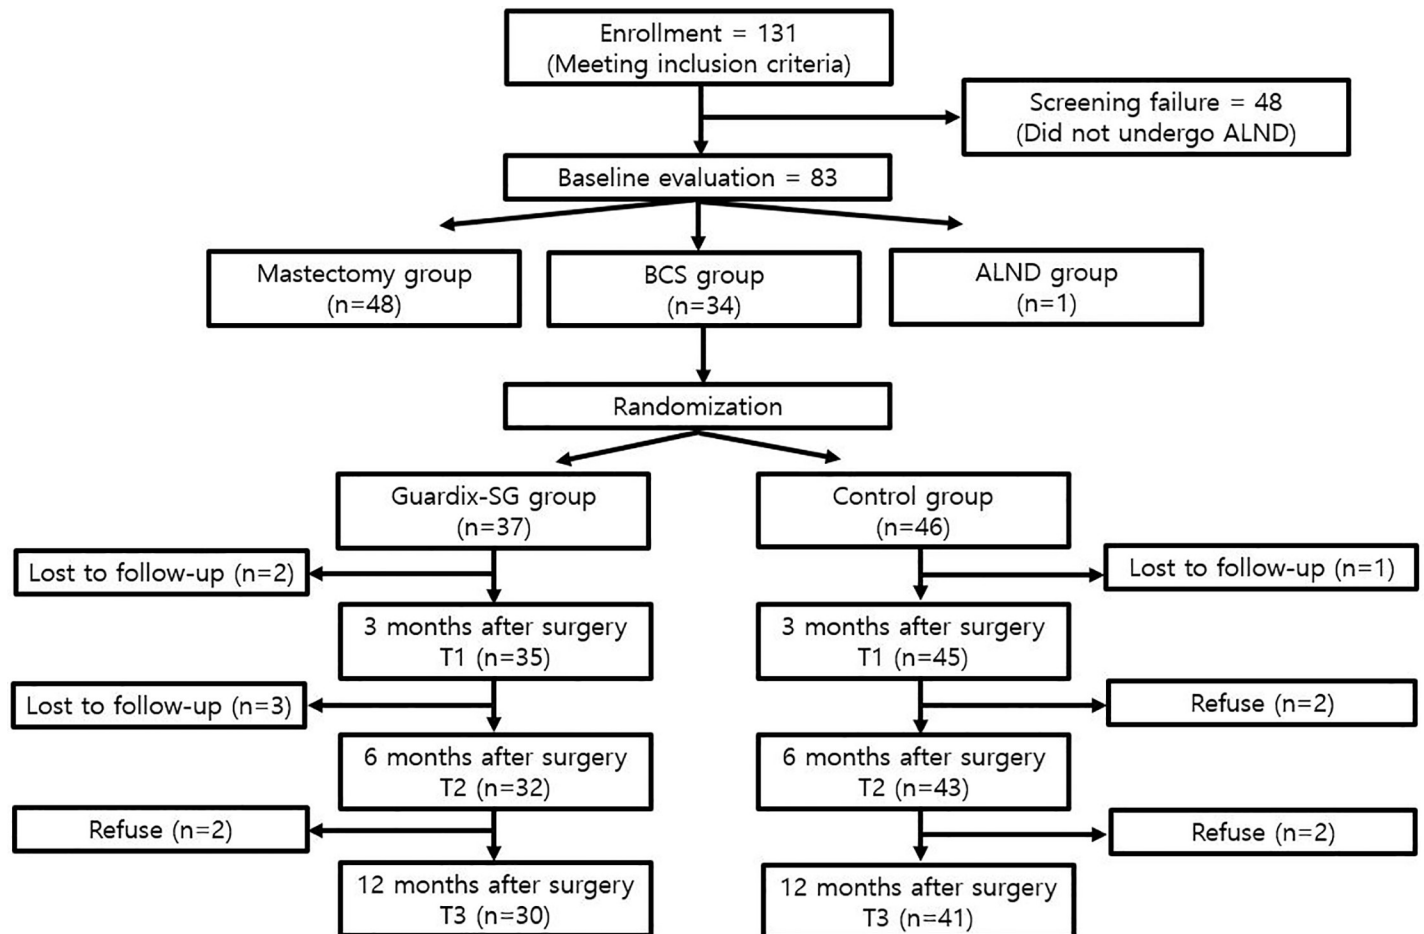 Enrollment = 131
(Meeting inclusion criteria)
Screening failure = 48
(Did not undergo ALND)
Baseline evaluation = 83
Mastectomy group
(n=48)
BCS group
(n=34)
ALND group
(n=1)
Randomization
Guardix-SG group
(n=37)
Control group
(n=46)
Lost to follow-up (n=2)
Lost to follow-up (n=1)
3 months after surgery
T1 (n=35)
3 months after surgery
T1 (n=45)
Lost to follow-up (n=3)
Refuse (n=2)
6 months after surgery
T2 (n=32)
6 months after surgery
T2 (n=43)
Refuse (n=2)
Refuse (n=2)
12 months after surgery
T3 (n=30)
12 months after surgery
T3 (n=41)